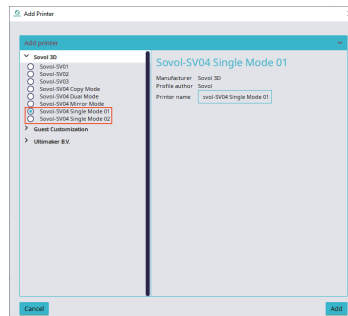 Add Printer
Add printer
Sovol 3D
Sovol-SV01
Sovol-SV02
Sovol-SV03
Sovol-SV04 Copy Mode
Sovol-SV04 Dual Mode
Sovol-SV04 Mirror Mode
Sovol-SV04 Single Mode 01
Sovol-SV04 Single Mode 02
Guest Customization
Ultimaker B.V.
Sovol-SV04 Single Mode 01
Manufacturer Sovol 3D
Profile author Sovol
Printer name ovol-SV04 Single Mode 01
Cancel
Add